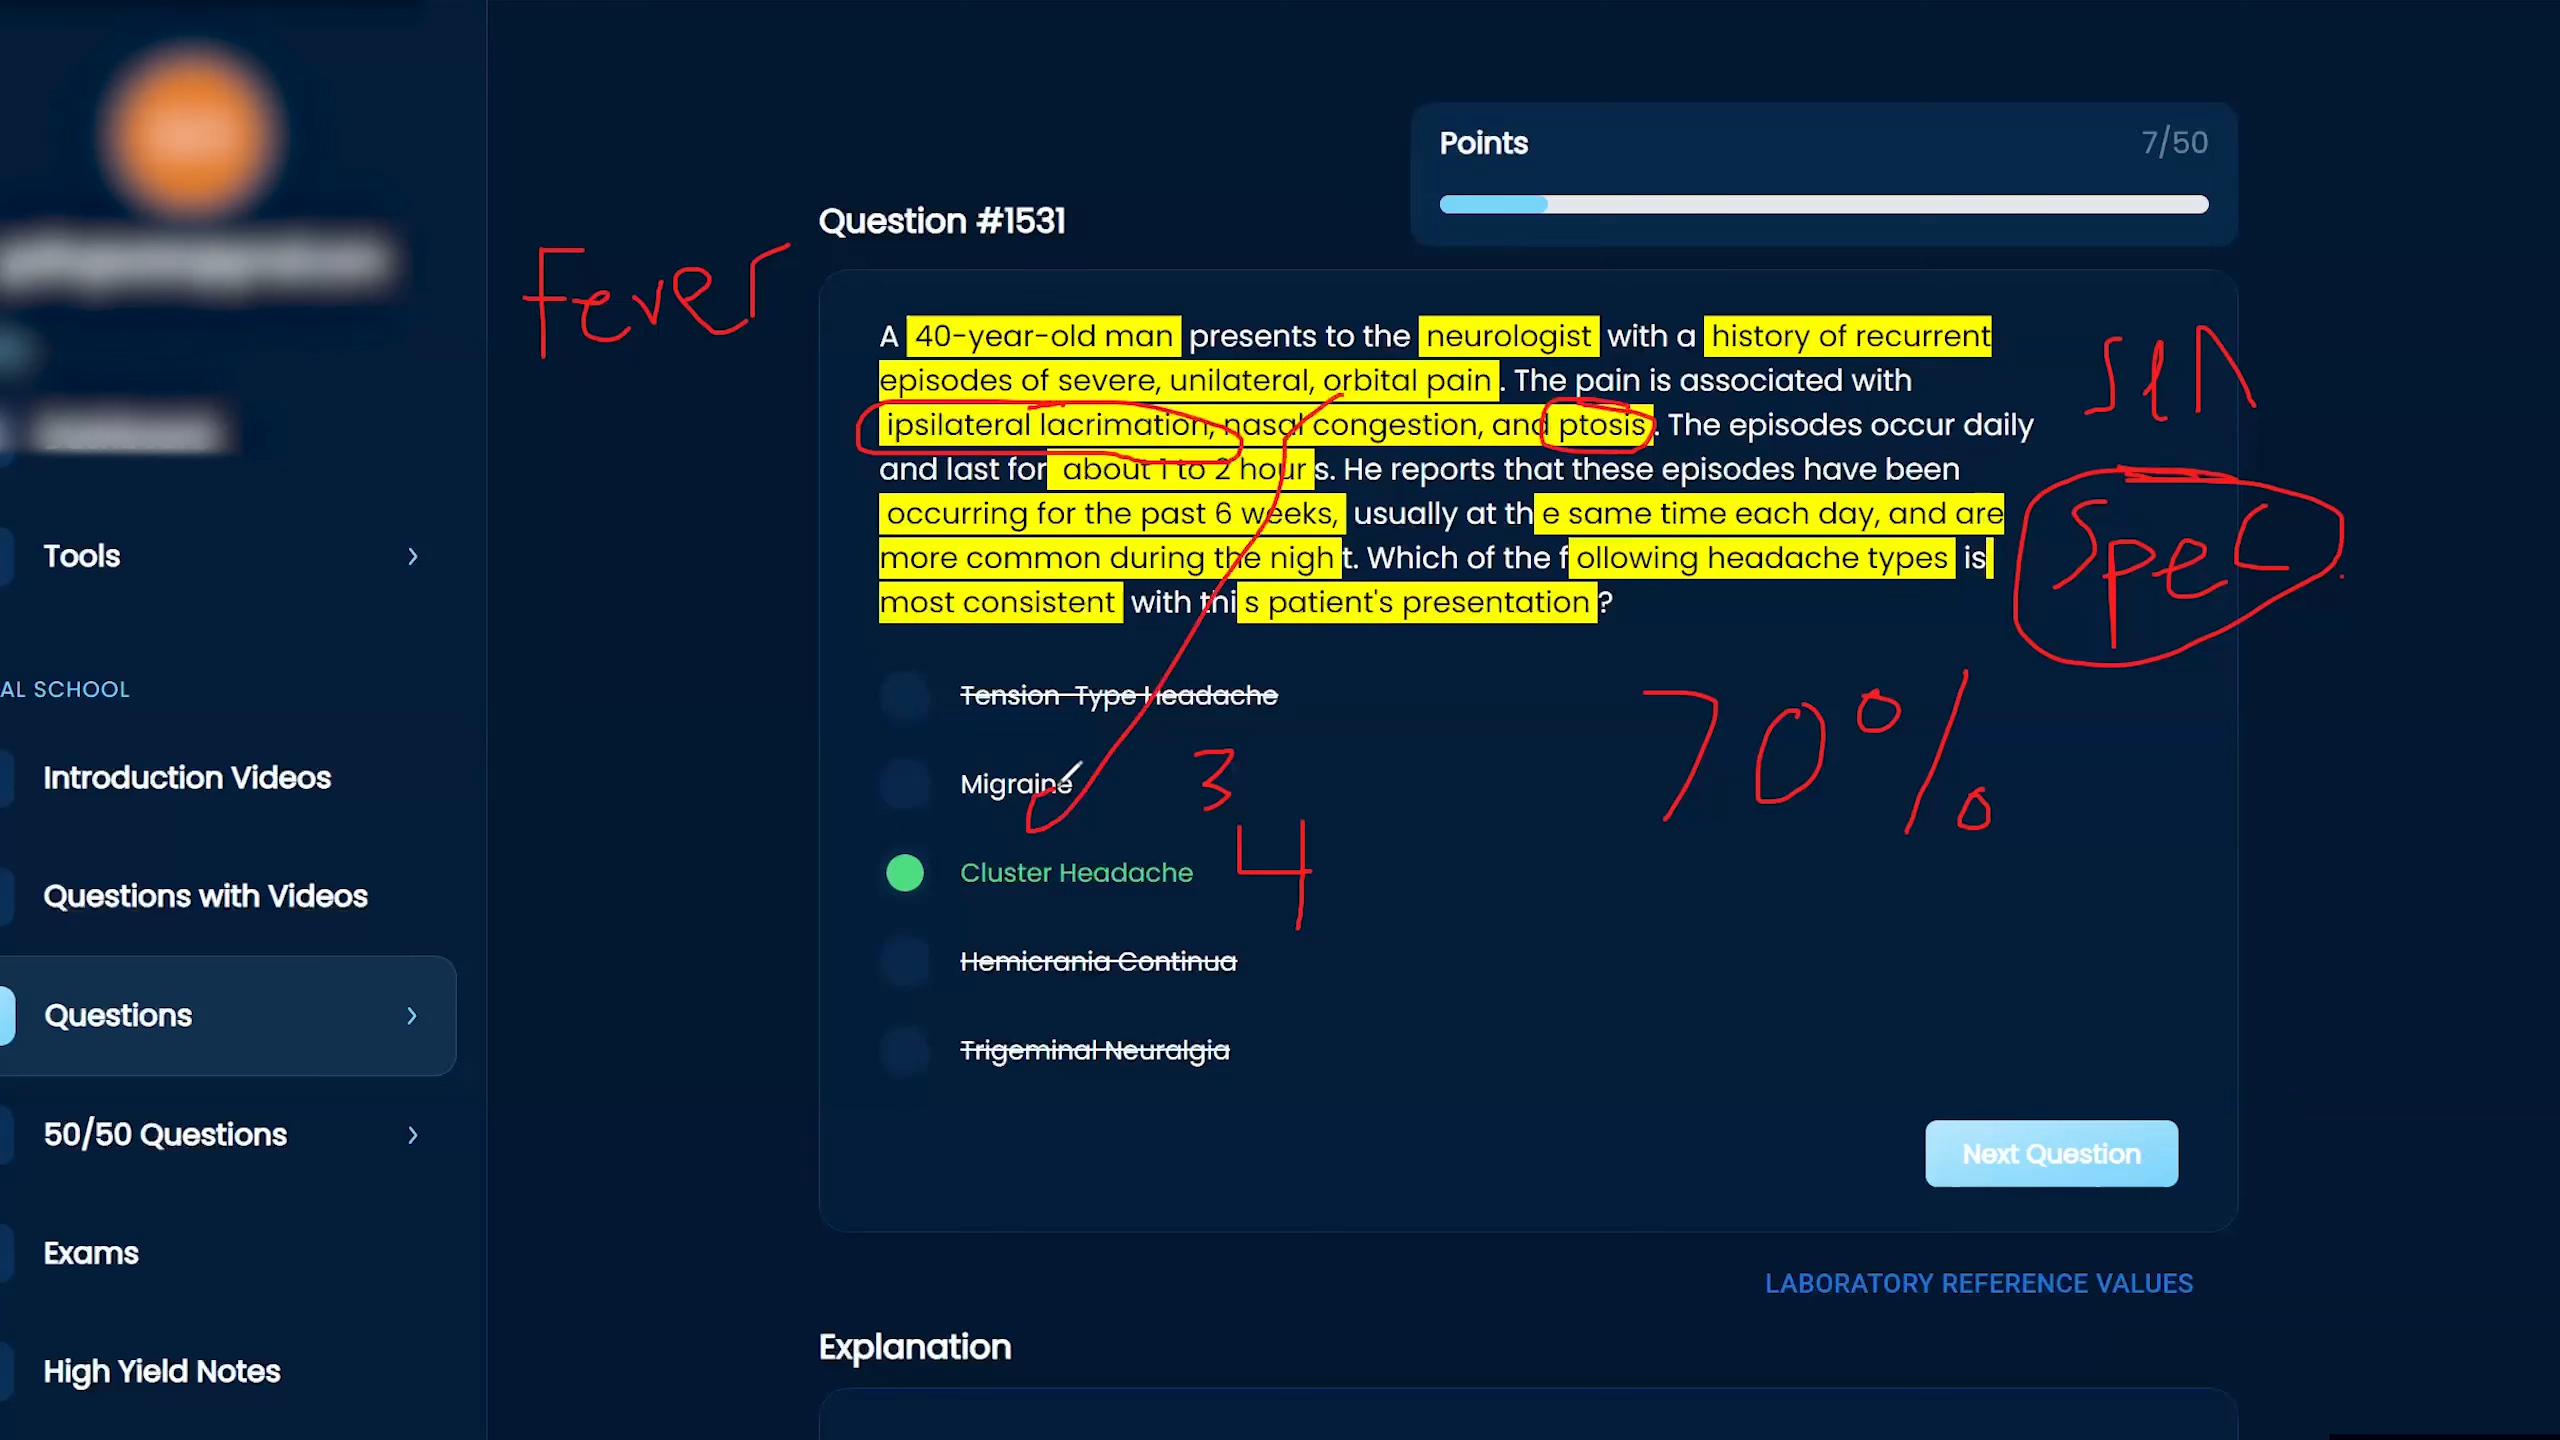 Points
7/50
Question #1531
Fever
A 40-year-old man presents to the neurologist with a history of recurrent
episodes of severe, unilateral, orbital pain. The pain is associated with
ipsilateral lacrimation, nasal congestion, and ptosis. The episodes occur daily
and last for about 1 to 2 hours. He reports that these episodes have been
occurring for the past 6 weeks, usually at the same time each day, and are
more common during the night. Which of the following headache types is
most consistent with this patient's presentation?
Sen
Spec
70%
Tension-Type Headache
Migraine
3
Cluster Headache
4
Hemicrania Continua
Trigeminal Neuralgia
Next Question
LABORATORY REFERENCE VALUES
Explanation
Tools
AL SCHOOL
Introduction Videos
Questions with Videos
Questions
50/50 Questions
Exams
High Yield Notes